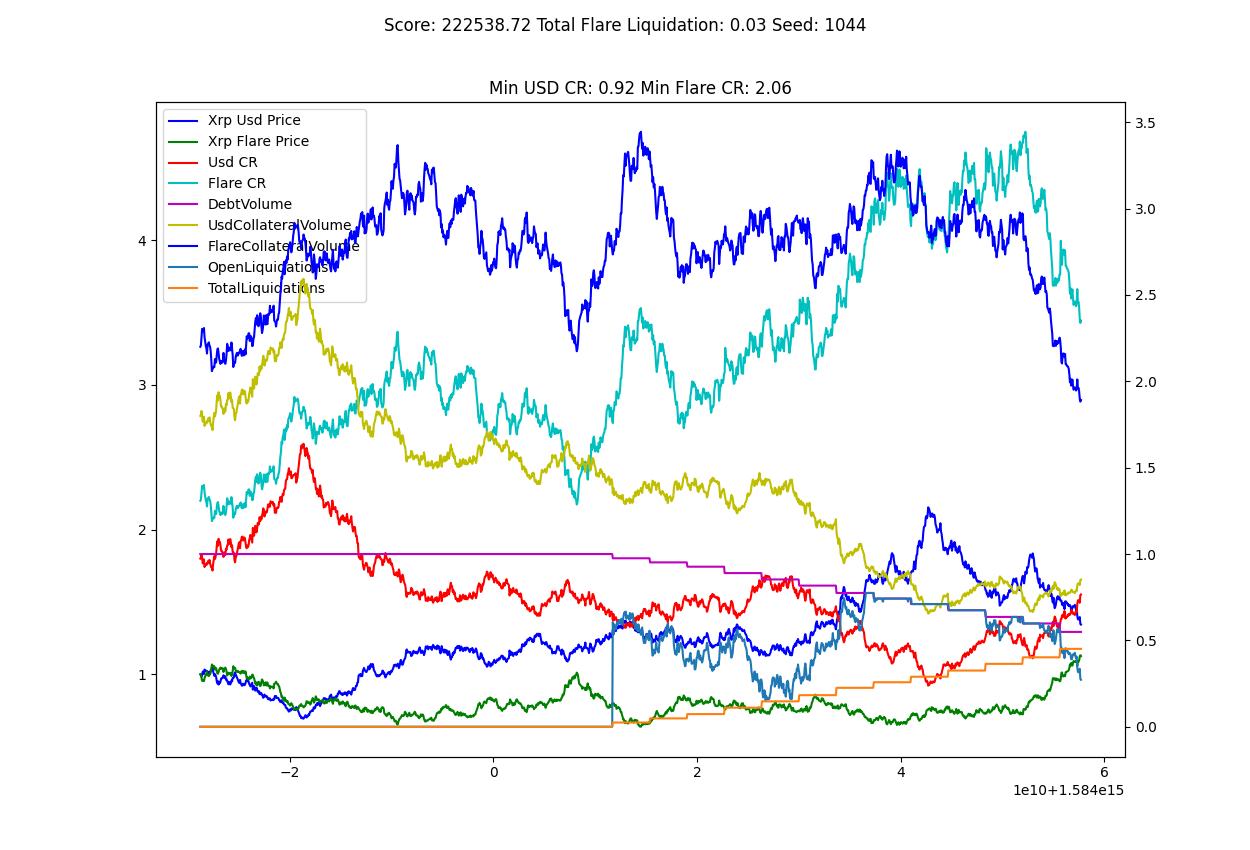 Score: 222538.72 Total Flare Liquidation: 0.03 Seed: 1044
Min USD CR: 0.92 Min Flare CR: 2.06
Xrp Usd Price
Xrp Flare Price
Usd CR
Flare CR
DebtVolume
UsdCollateralVolume
FlareCollateralVolume
OpenLiquidations
TotalLiquidations
4
3
2
1
3.5
3.0
2.5
2.0
1.5
1.0
0.5
0.0
−2 0 2 4 6
1e10+1.584e15